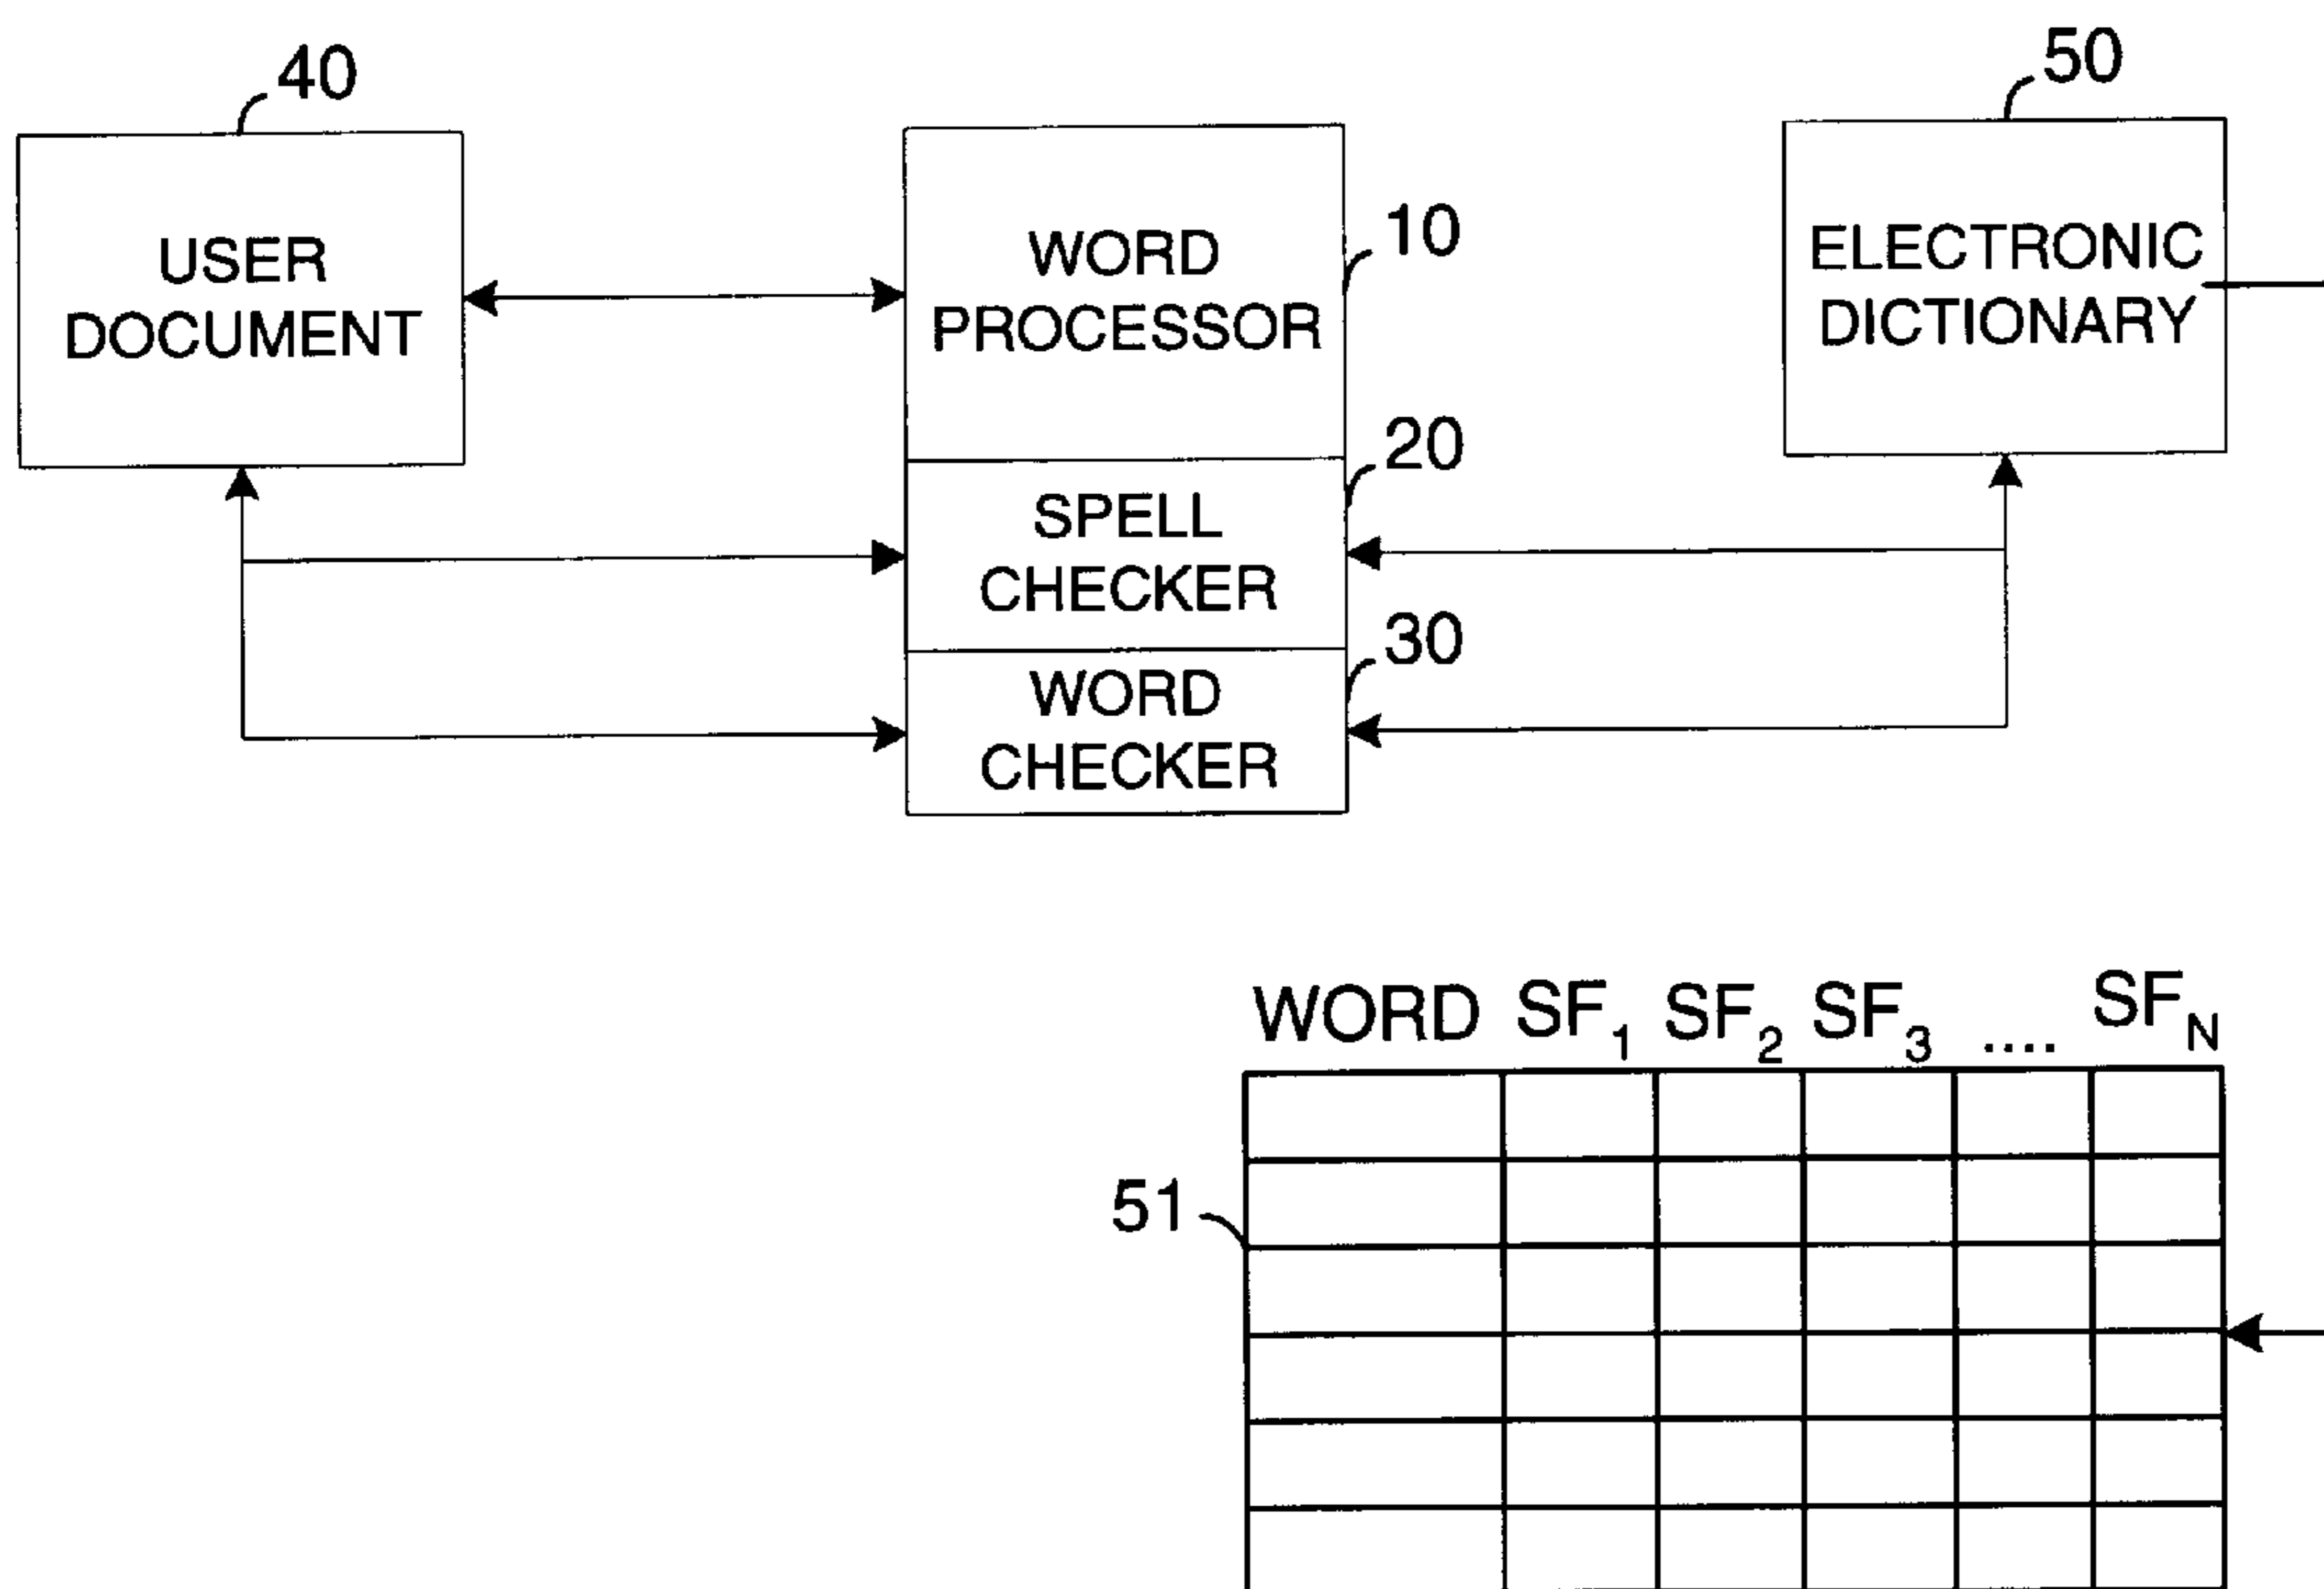 40
50
USER
DOCUMENT
WORD
PROCESSOR
10
ELECTRONIC
DICTIONARY
20
SPELL
CHECKER
30
WORD
CHECKER
WORD SF1 SF2 SF3 .... SFN
51